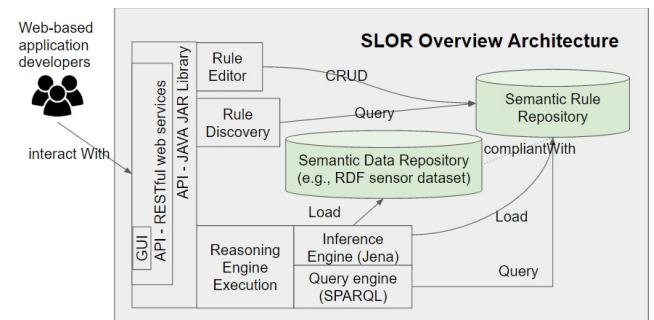 Web-based
application
developers
SLOR Overview Architecture
interact With
GUI
API - RESTful web services
API - JAVA JAR Library
Rule
Editor
CRUD
Rule
Discovery
Query
Semantic Rule
Repository
Semantic Data Repository
(e.g., RDF sensor dataset)
compliantWith
Load
Load
Reasoning
Engine
Execution
Inference
Engine (Jena)
Query engine
(SPARQL)
Query